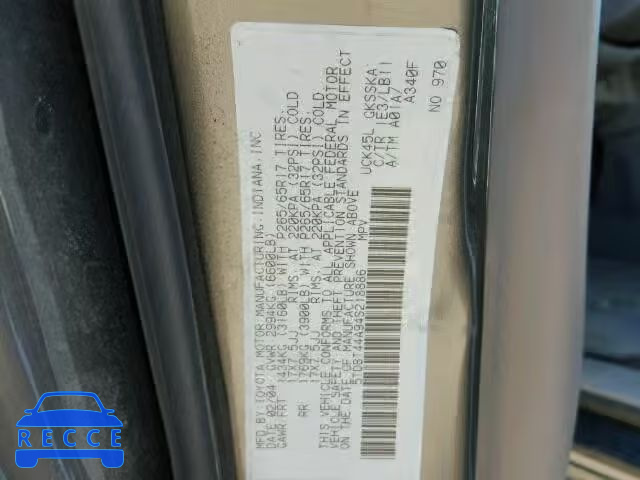 MFD.BY:TOYOTA MOTOR MANUFACTURING.INDIANA.INC
DATE:02/04 GVWR 2994KG (6600LB)
GAWR:FRT 1434KG (3160LB) WITH P265/65R17 TIRES,
17X7.5JJ RIMS, AT 220KPA (32PSI) COLD
RR 1769KG (3900LB) WITH P265/65R17 TIRES,
17X7.5JJ RIMS, AT 220KPA (32PSI) COLD
THIS VEHICLE CONFORMS TO ALL APPLICABLE FEDERAL MOTOR
VEHICLE SAFETY AND THEFT PREVENTION STANDARDS IN EFFECT
ON THE DATE OF MANUFACTURE SHOWN ABOVE
5TDBT44A94S218886 MPV
UCK45L GKSSKA
C/TR 1E3/LB11
A/TM A01A/ A340F
NO 970
RECCE